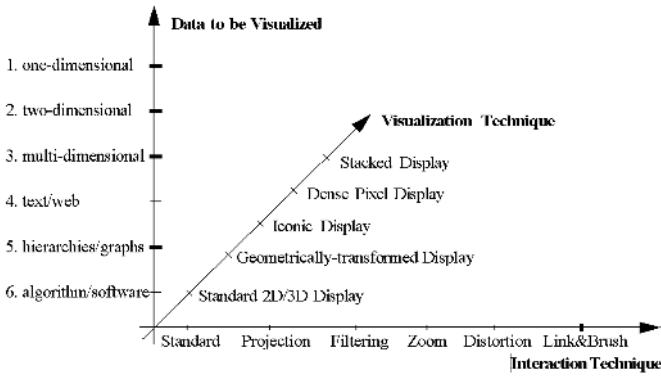 Data to be Visualized
1. one-dimensional
2. two-dimensional
Visualization Technique
3. multi-dimensional
Stacked Display
Dense Pixel Display
4. text/web
Iconic Display
5. hierarchies/graphs
Geometrically-transformed Display
6. algorithm/software
Standard 2D/3D Display
Standard Projection Filtering Zoom Distortion Link&Brush
Interaction Technique